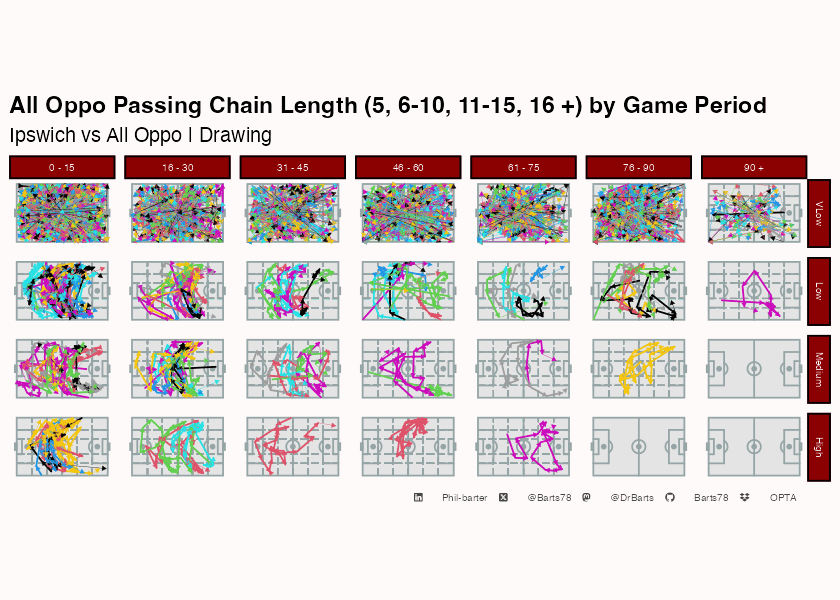 All Oppo Passing Chain Length (5, 6-10, 11-15, 16 +) by Game Period
Ipswich vs All Oppo | Drawing
0 - 15 16 - 30 31 - 45 46 - 60 61 - 75 76 - 90 90 +
V.Low
Low
Medium
High
Phil-barter @Barts78 @DrBarts Barts78 OPTA